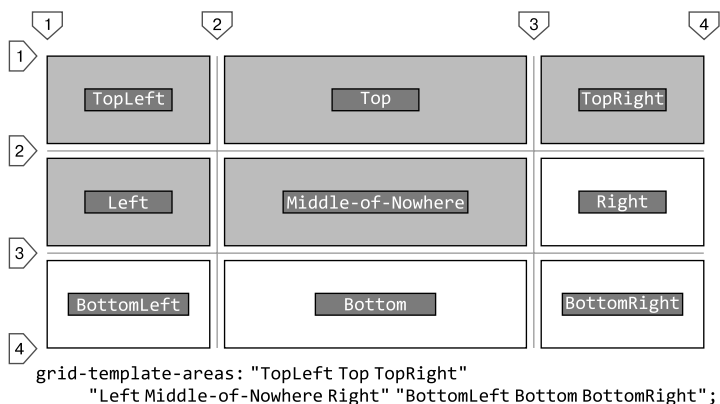 1 2 3 4
1
TopLeft Top TopRight
2
Left Middle-of-Nowhere Right
3
BottomLeft Bottom BottomRight
4
grid-template-areas: "TopLeft Top TopRight"
"Left Middle-of-Nowhere Right" "BottomLeft Bottom BottomRight";